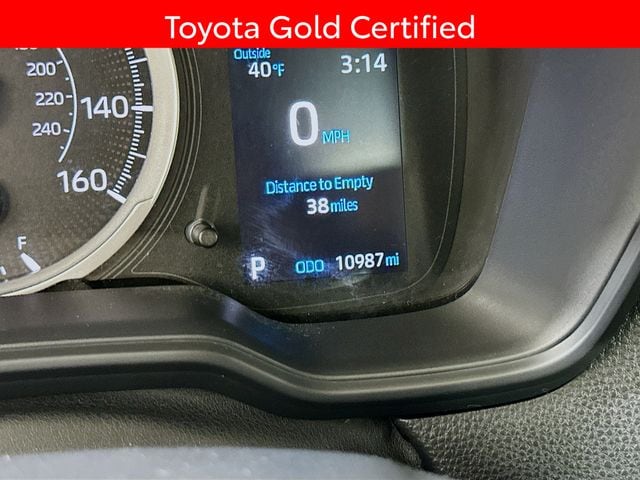 Toyota Gold Certified
Outside
40°F 3:14
200
220
240
140
160
0 MPH
Distance to Empty
38 miles
F
P ODO 10987 mi